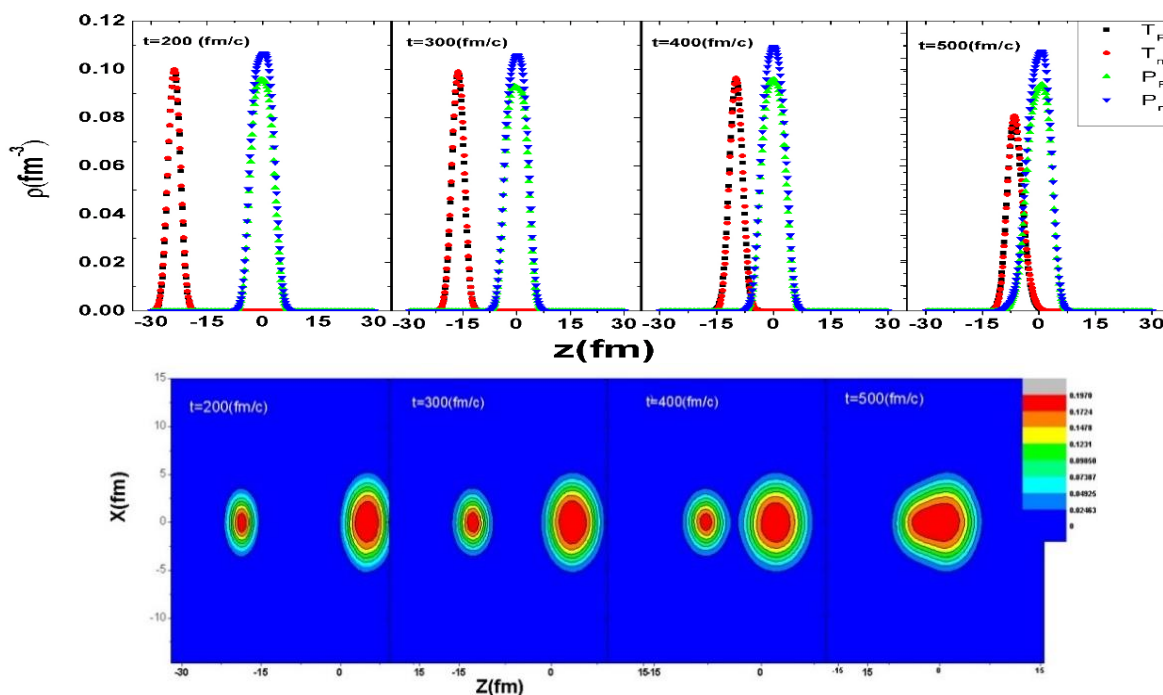 0.12
0.10
0.08
0.06
0.04
0.02
0.00
ρ(fm-3)
t=200 (fm/c)
t=300(fm/c)
t=400(fm/c)
t=500(fm/c)
T
T
P
P
-30 -15 0 15 -30 -15 0 15 30 -30 -15 0 15 30 -30 -15 0 15 30
z(fm)
15
10
5
0
-5
-10
X(fm)
t=200(fm/c)
t=300(fm/c)
t=400(fm/c)
t=500(fm/c)
0.1970
0.1724
0.1478
0.1231
0.09850
0.07387
0.04925
0.02463
0
-30 -15 0 -15 0 15 -15 0 15 -15 0 15
Z(fm)